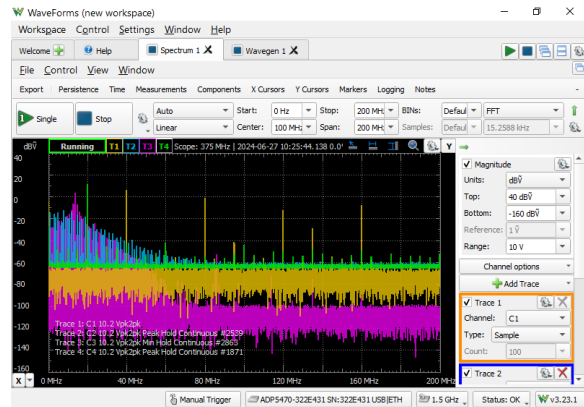 WaveForms (new workspace)
Workspace Control Settings Window Help
Welcome Help Spectrum 1 Wavegen 1
File Control View Window
Export Persistence Time Measurements Components X Cursors Y Cursors Markers Logging Notes
Single Stop Auto Start: 0 Hz Stop: 200 MHz BINs: Defaul FFT
Linear Center: 100 MHz Span: 200 MHz Samples: Defaul 15.2588 kHz
dBṼ Running T1 T2 T3 T4 Scope: 375 MHz | 2024-06-27 10:25:44.138 0.0° Y
40
20
0
-20
-40
-60
-80
-100
-120
-140
-160
Trace 1: C1 10.2 Vpk2pk
Trace 2: C2 10.2 Vpk2pk Peak Hold Continuous #2539
Trace 3: C3 10.2 Vpk2pk Min Hold Continuous #2863
Trace 4: C4 10.2 Vpk2pk Peak Hold Continuous #1871
X 0 MHz 40 MHz 80 MHz 120 MHz 160 MHz 200 MHz
Magnitude
Units: dBṼ
Top: 40 dBṼ
Bottom: -160 dBṼ
Reference: 1 Ṽ
Range: 10 V
Channel options
Add Trace
Trace 1
Channel: C1
Type: Sample
Count: 100
Trace 2
Manual Trigger ADP5470-322E431 SN:322E431 USB|ETH 1.5 GHz Status: OK v3.23.1